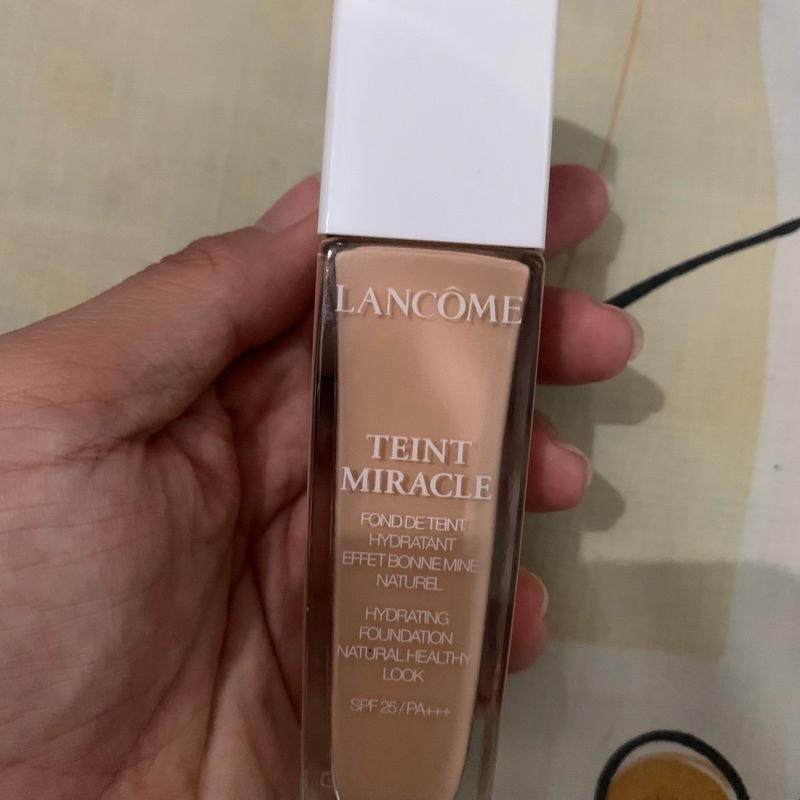 LANCÔME
TEINT
MIRACLE
FOND DE TEINT
HYDRATANT
EFFET BONNE MINE
NATUREL
HYDRATING
FOUNDATION
NATURAL HEALTHY
LOOK
SPF 25 / PA+++